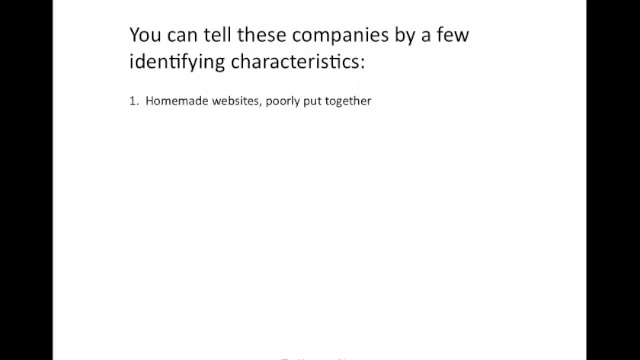 You can tell these companies by a few
identifying characteristics:
1. Homemade websites, poorly put together